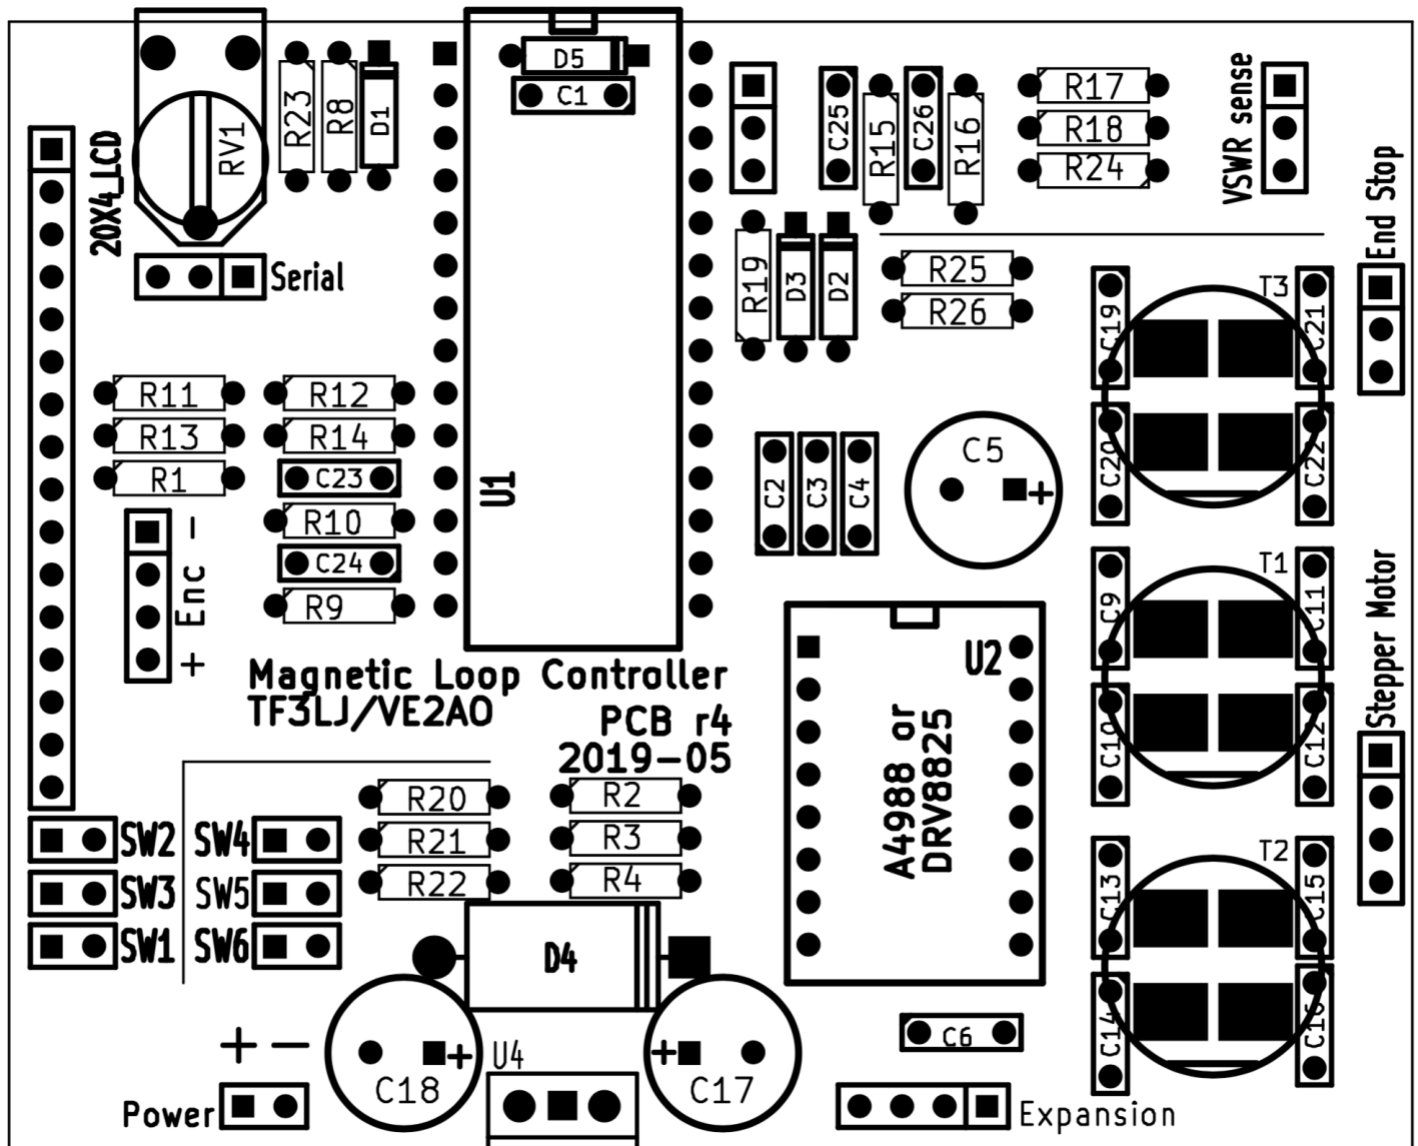 20X4_LCD
RV1
R23
R8
D1
D5
C1
C25
R15
C26
R16
R17
R18
R24
VSWR sense
End Stop
Serial
R19
D3
D2
R25
R26
C19
T3
C21
C20
C22
R11
R12
R13
R14
R1
C23
R10
C24
R9
- Enc +
U1
C2
C3
C4
C5
+
C9
T1
C11
C10
C12
Stepper Motor
U2
A4988 or
DRV8825
Magnetic Loop Controller
TF3LJ/VE2AO
PCB r4
2019-05
R20
R2
R21
R3
R22
R4
SW2
SW4
SW3
SW5
SW1
SW6
D4
C13
T2
C15
C14
C16
+ -
Power
C18
+
U4
+
C17
C6
Expansion